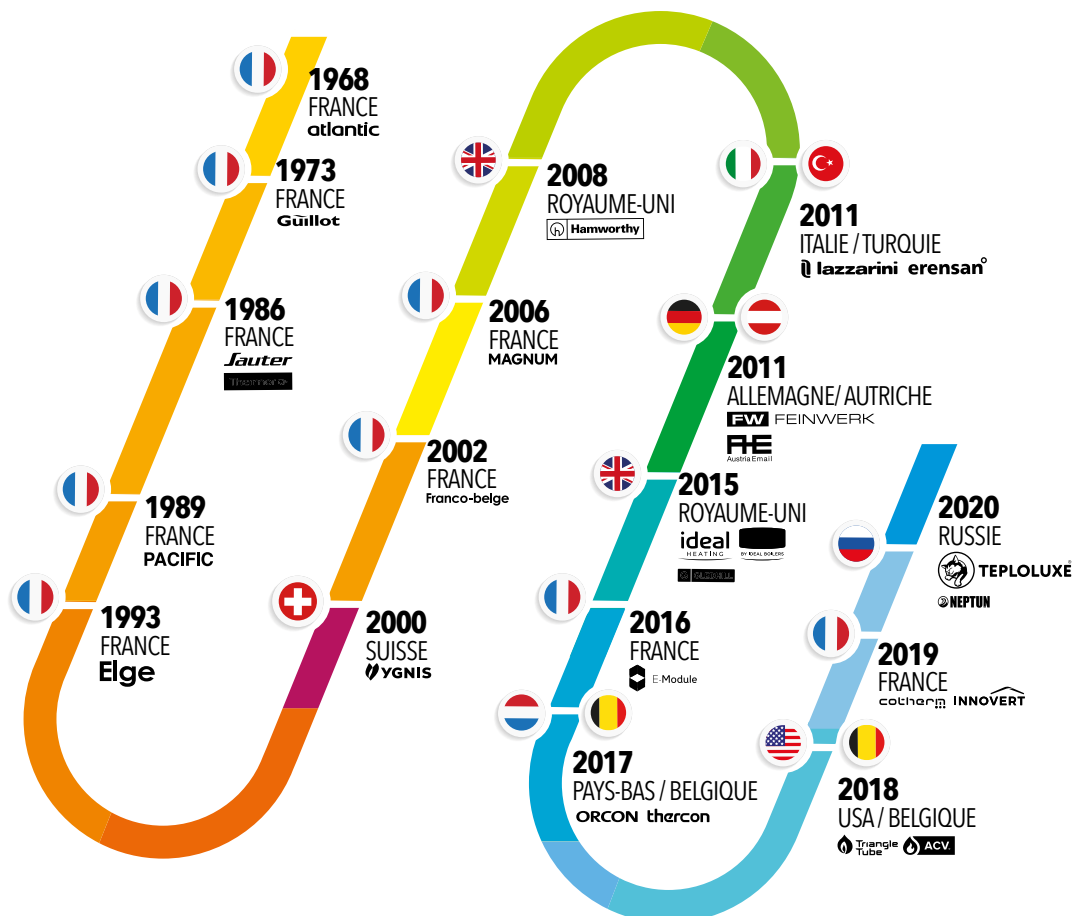 1968
FRANCE
atlantic
1973
FRANCE
Guillot
1986
FRANCE
Sauter
Thermor
1989
FRANCE
PACIFIC
1993
FRANCE
Elge
2000
SUISSE
YGNIS
2002
FRANCE
Franco-belge
2006
FRANCE
MAGNUM
2008
ROYAUME-UNI
Hamworthy
2011
ITALIE / TURQUIE
lazzarini erensan
2011
ALLEMAGNE/ AUTRICHE
FW FEINWERK
AE
Austria Email
2015
ROYAUME-UNI
ideal
HEATING
BY IDEAL BOILERS
2016
FRANCE
E-Module
2017
PAYS-BAS / BELGIQUE
ORCON thercon
2018
USA / BELGIQUE
Triangle
Tube
ACV
2019
FRANCE
cotherm INNOVERT
2020
RUSSIE
TEPLOLUXE
NEPTUN